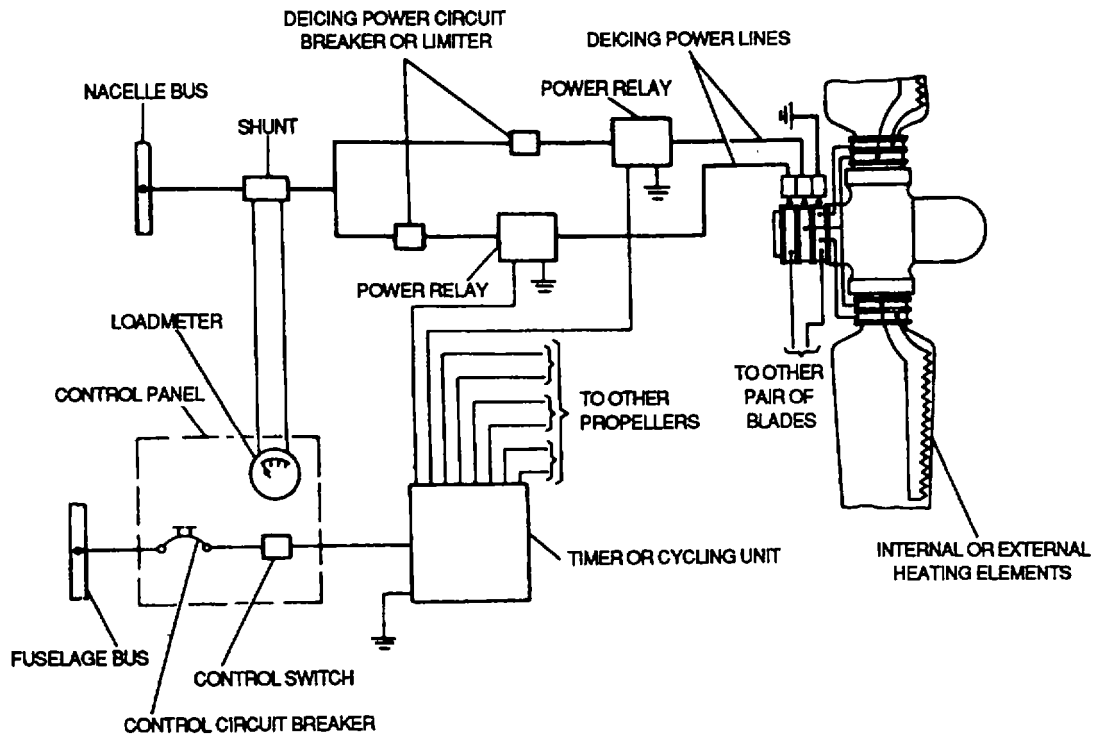 DEICING POWER CIRCUIT
BREAKER OR LIMITER
DEICING POWER LINES
NACELLE BUS
POWER RELAY
SHUNT
POWER RELAY
LOADMETER
CONTROL PANEL
TO OTHER
PROPELLERS
TO OTHER
PAIR OF
BLADES
TIMER OR CYCLING UNIT
INTERNAL OR EXTERNAL
HEATING ELEMENTS
FUSELAGE BUS
CONTROL SWITCH
CONTROL CIRCUIT BREAKER